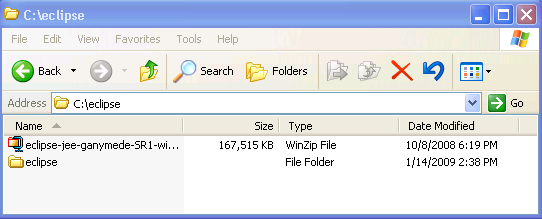 C:\eclipse
File Edit View Favorites Tools Help
Back Search Folders
Address C:\eclipse Go
Name Size Type Date Modified
eclipse-jee-ganymede-SR1-wi... 167,515 KB WinZip File 10/8/2008 6:19 PM
eclipse File Folder 1/14/2009 2:38 PM